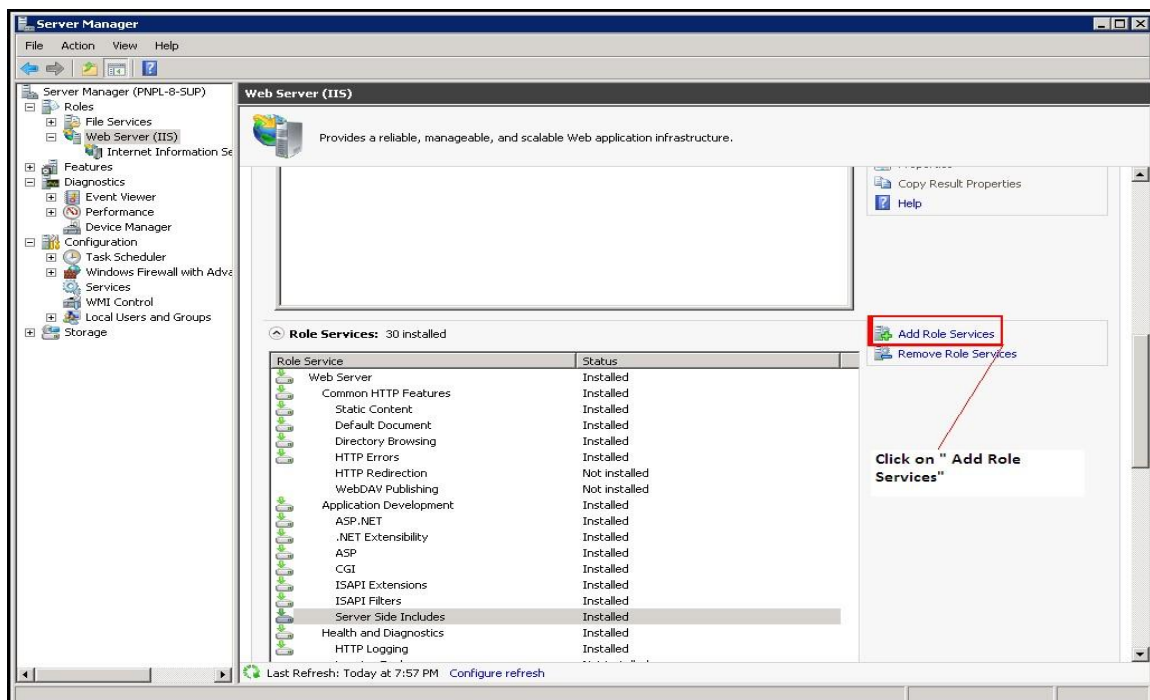 Server Manager
File Action View Help
Server Manager (PNPL-8-SUP)
Roles
File Services
Web Server (IIS)
Internet Information Se
Features
Diagnostics
Event Viewer
Performance
Device Manager
Configuration
Task Scheduler
Windows Firewall with Adva
Services
WMI Control
Local Users and Groups
Storage
Web Server (IIS)
Provides a reliable, manageable, and scalable Web application infrastructure.
Copy Result Properties
Help
Role Services: 30 installed
Add Role Services
Remove Role Services
Role Service Status
Web Server Installed
Common HTTP Features Installed
Static Content Installed
Default Document Installed
Directory Browsing Installed
HTTP Errors Installed
HTTP Redirection Not installed
WebDAV Publishing Not installed
Application Development Installed
ASP.NET Installed
.NET Extensibility Installed
ASP Installed
CGI Installed
ISAPI Extensions Installed
ISAPI Filters Installed
Server Side Includes Installed
Health and Diagnostics Installed
HTTP Logging Installed
Click on " Add Role
Services"
Last Refresh: Today at 7:57 PM Configure refresh